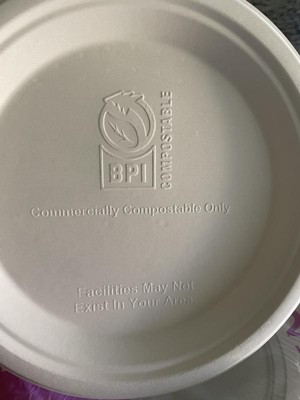 BPI
COMPOSTABLE
Commercially Compostable Only
Facilities May Not
Exist In Your Area